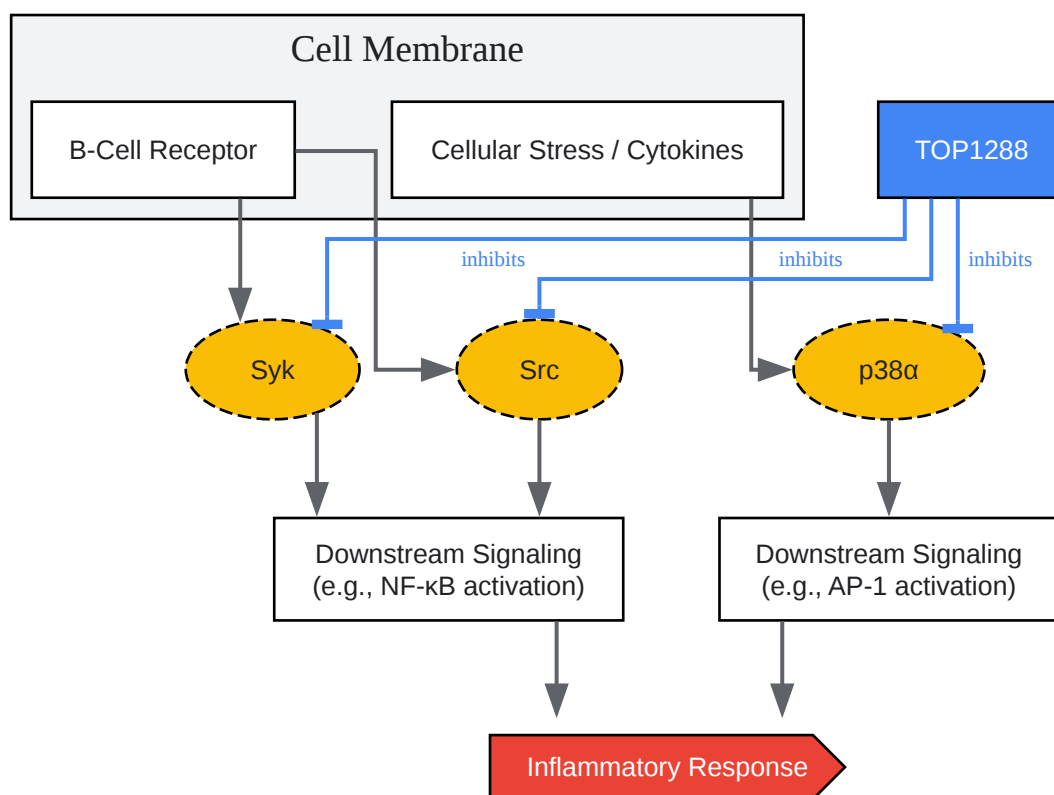 Cell Membrane
B-Cell Receptor
Cellular Stress / Cytokines
TOP1288
inhibits
inhibits
inhibits
Syk
Src
p38α
Downstream Signaling
(e.g., NF-κB activation)
Downstream Signaling
(e.g., AP-1 activation)
Inflammatory Response